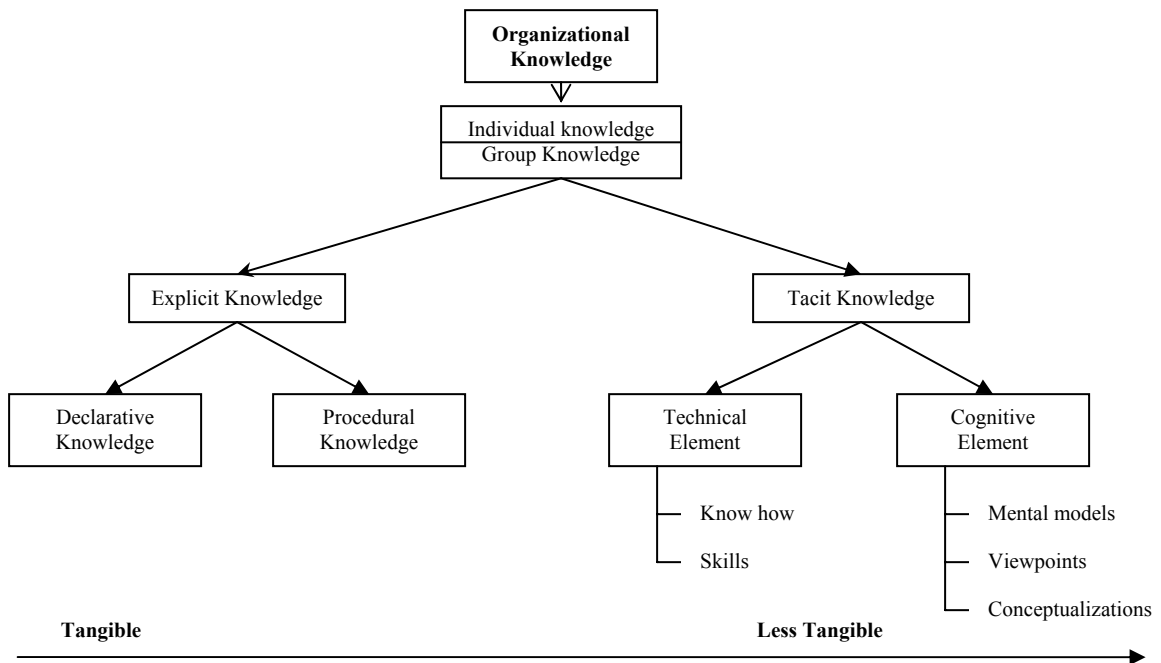 Organizational
Knowledge
Individual knowledge
Group Knowledge
Explicit Knowledge
Tacit Knowledge
Declarative
Knowledge
Procedural
Knowledge
Technical
Element
Cognitive
Element
Know how
Skills
Mental models
Viewpoints
Conceptualizations
Tangible
Less Tangible